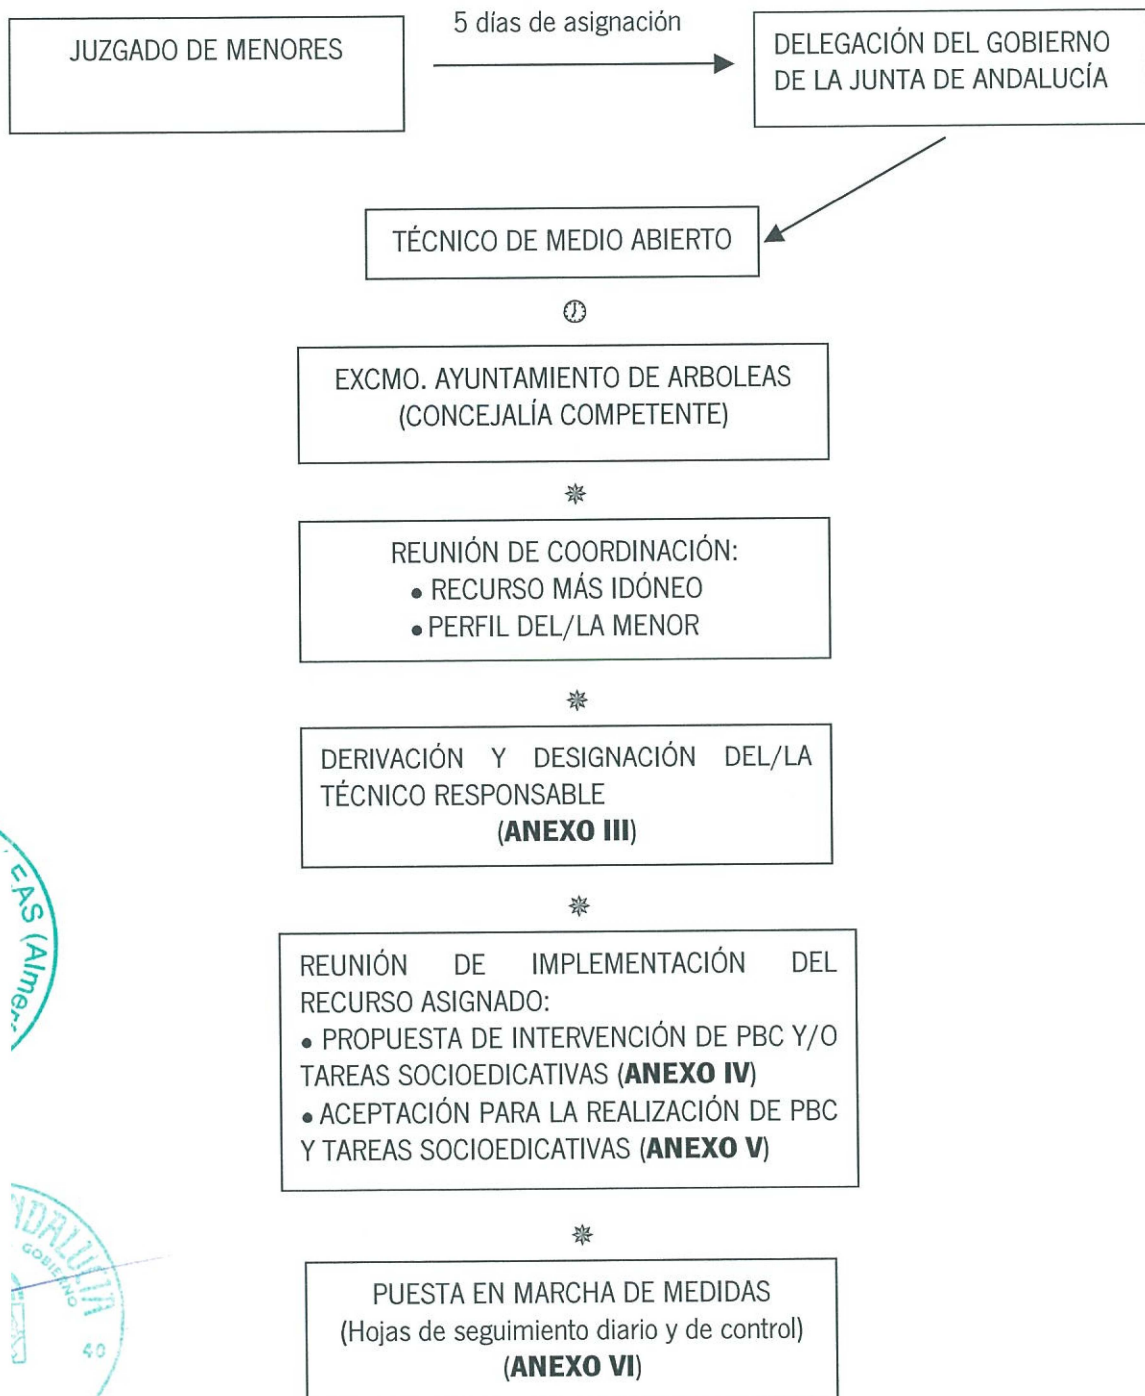 JUZGADO DE MENORES
5 días de asignación
DELEGACIÓN DEL GOBIERNO
DE LA JUNTA DE ANDALUCÍA
TÉCNICO DE MEDIO ABIERTO
EXCMO. AYUNTAMIENTO DE ARBOLEAS
(CONCEJALÍA COMPETENTE)
REUNIÓN DE COORDINACIÓN:
• RECURSO MÁS IDÓNEO
• PERFIL DEL/LA MENOR
DERIVACIÓN Y DESIGNACIÓN DEL/LA
TÉCNICO RESPONSABLE
(ANEXO III)
REUNIÓN DE IMPLEMENTACIÓN DEL
RECURSO ASIGNADO:
• PROPUESTA DE INTERVENCIÓN DE PBC Y/O
TAREAS SOCIOEDICATIVAS (ANEXO IV)
• ACEPTACIÓN PARA LA REALIZACIÓN DE PBC
Y TAREAS SOCIOEDICATIVAS (ANEXO V)
PUESTA EN MARCHA DE MEDIDAS
(Hojas de seguimiento diario y de control)
(ANEXO VI)
EAS (Almer
GOBIERNO
40